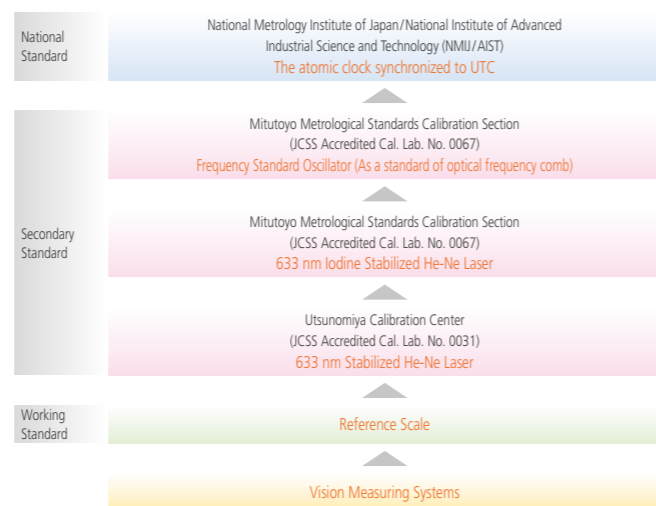 National
Standard
National Metrology Institute of Japan/National Institute of Advanced
Industrial Science and Technology (NMIJ/AIST)
The atomic clock synchronized to UTC
Secondary
Standard
Mitutoyo Metrological Standards Calibration Section
(JCSS Accredited Cal. Lab. No. 0067)
Frequency Standard Oscillator (As a standard of optical frequency comb)
Mitutoyo Metrological Standards Calibration Section
(JCSS Accredited Cal. Lab. No. 0067)
633 nm Iodine Stabilized He-Ne Laser
Utsunomiya Calibration Center
(JCSS Accredited Cal. Lab. No. 0031)
633 nm Stabilized He-Ne Laser
Working
Standard
Reference Scale
Vision Measuring Systems